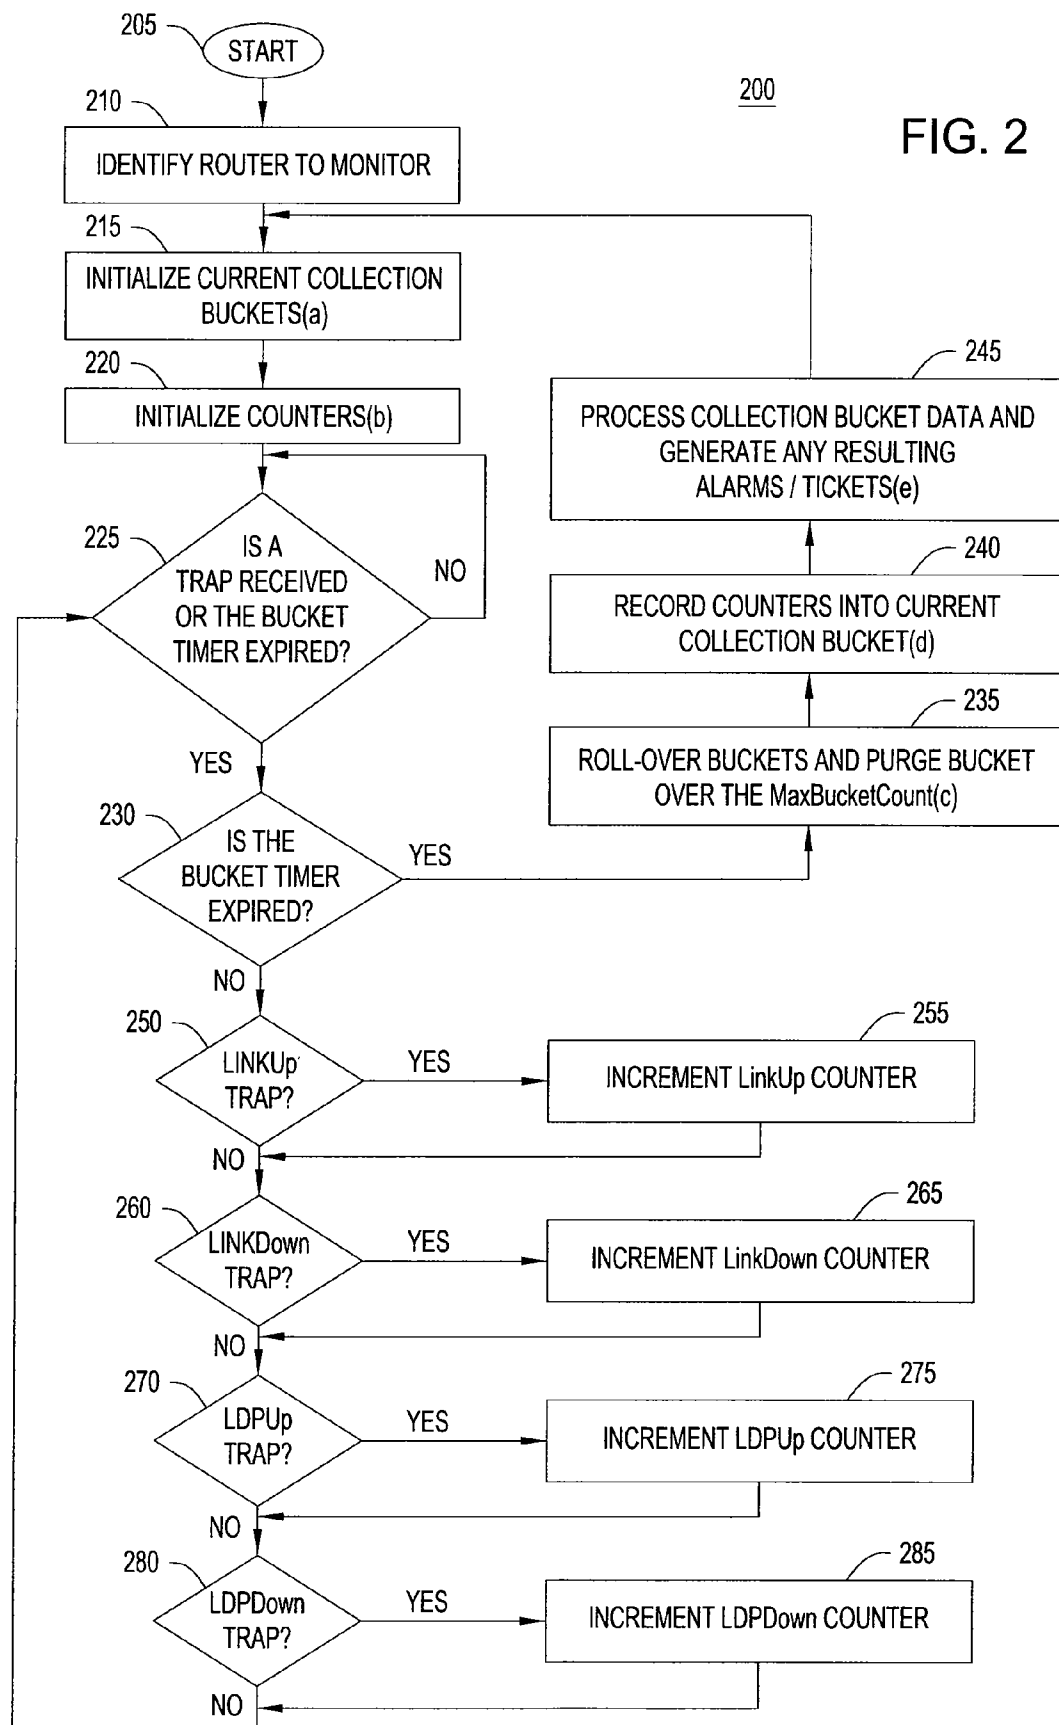 205
START
200
FIG. 2
210
IDENTIFY ROUTER TO MONITOR
215
INITIALIZE CURRENT COLLECTION
BUCKETS(a)
220
INITIALIZE COUNTERS(b)
225
IS A
TRAP RECEIVED
OR THE BUCKET
TIMER EXPIRED?
NO
YES
245
PROCESS COLLECTION BUCKET DATA AND
GENERATE ANY RESULTING
ALARMS / TICKETS(e)
240
RECORD COUNTERS INTO CURRENT
COLLECTION BUCKET(d)
235
ROLL-OVER BUCKETS AND PURGE BUCKET
OVER THE MaxBucketCount(c)
230
IS THE
BUCKET TIMER
EXPIRED?
YES
NO
250
LINKUp
TRAP?
YES
255
INCREMENT LinkUp COUNTER
NO
260
LINKDown
TRAP?
YES
265
INCREMENT LinkDown COUNTER
NO
270
LDPUp
TRAP?
YES
275
INCREMENT LDPUp COUNTER
NO
280
LDPDown
TRAP?
YES
285
INCREMENT LDPDown COUNTER
NO